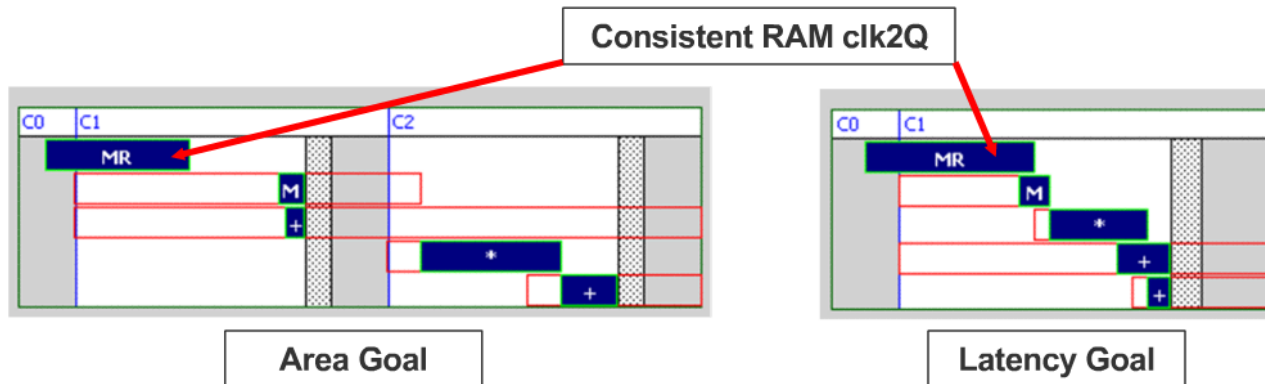 Consistent RAM clk2Q
C0 C1 C2
MR
M
+
*
+
Area Goal
C0 C1
MR
M
*
+
+
Latency Goal